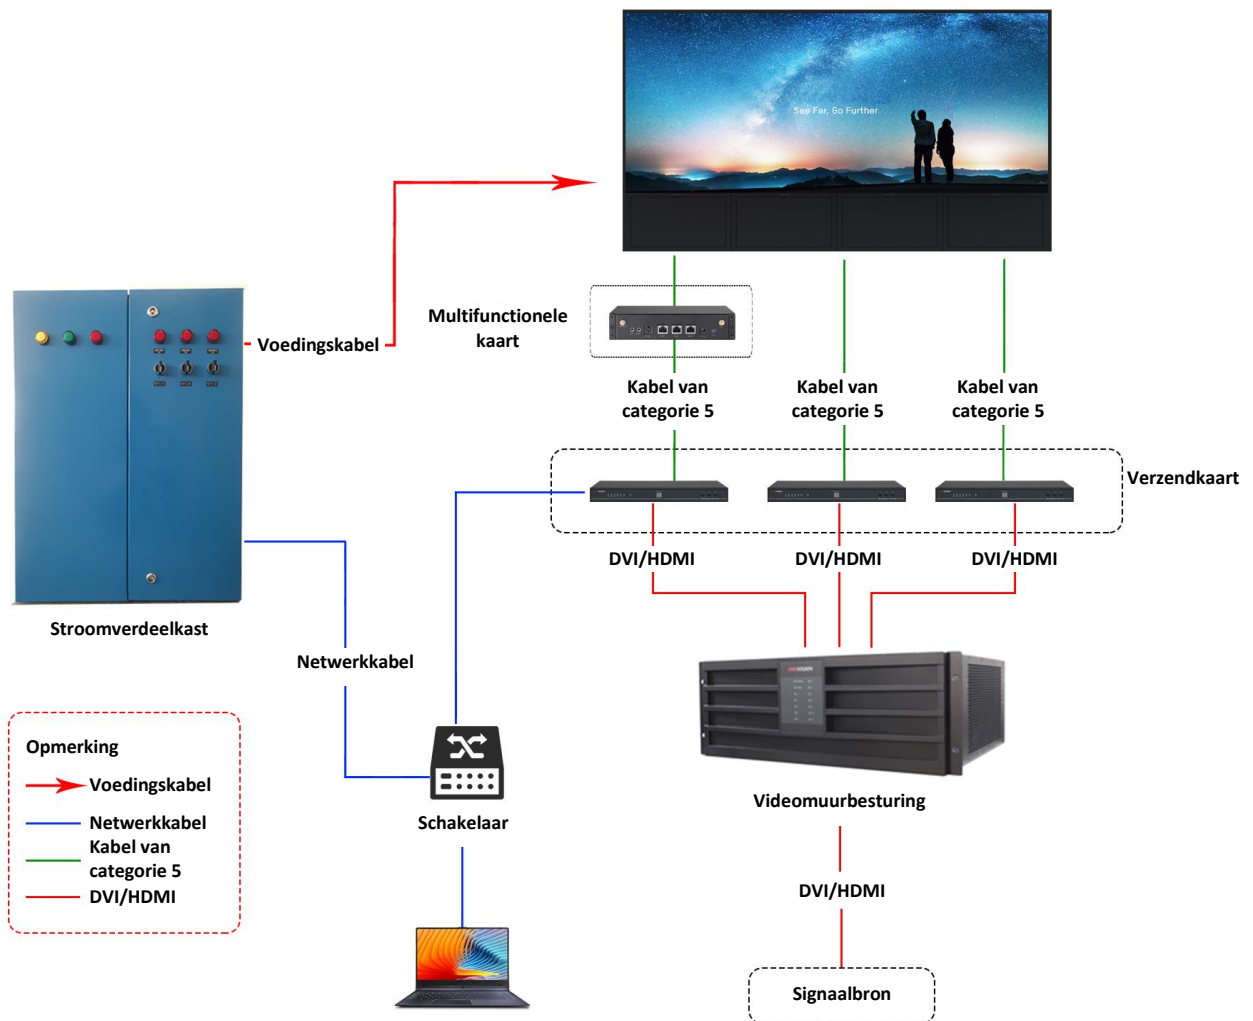 See Far, Go Further
Multifunctionele
kaart
Voedingskabel
Kabel van
categorie 5
Kabel van
categorie 5
Kabel van
categorie 5
Verzendkaart
DVI/HDMI
DVI/HDMI
DVI/HDMI
Stroomverdeelkast
Netwerkkabel
HIKVISION
Opmerking
Voedingskabel
Netwerkkabel
Kabel van
categorie 5
DVI/HDMI
Schakelaar
Videomuurbesturing
DVI/HDMI
Signaalbron